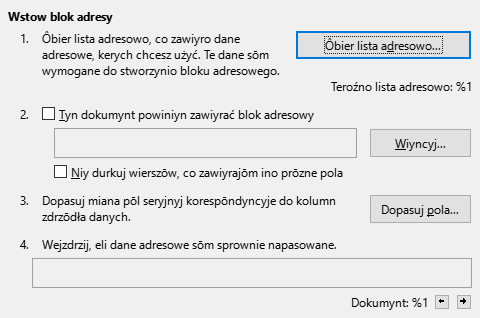 Wstow blok adresy
1. Ôbier lista adresowo, co zawiyro dane
adresowe, kerych chcesz użyć. Te dane sōm
wymogane do stworzynio bloku adresowego.
Ôbier lista adresowo...
Teroźno lista adresowo: %1
2. Tyn dokumynt powiniyn zawiyrać blok adresowy
Wiyncyj...
Niy durkuj wierszōw, co zawiyrajōm ino prōzne pola
3. Dopasuj miana pōl seryjnyj korespōndyncyje do kolumn
zdrzōdła danych.
Dopasuj pola...
4. Wejzdrzij, eli dane adresowe sōm sprownie napasowane.
Dokumynt: %1